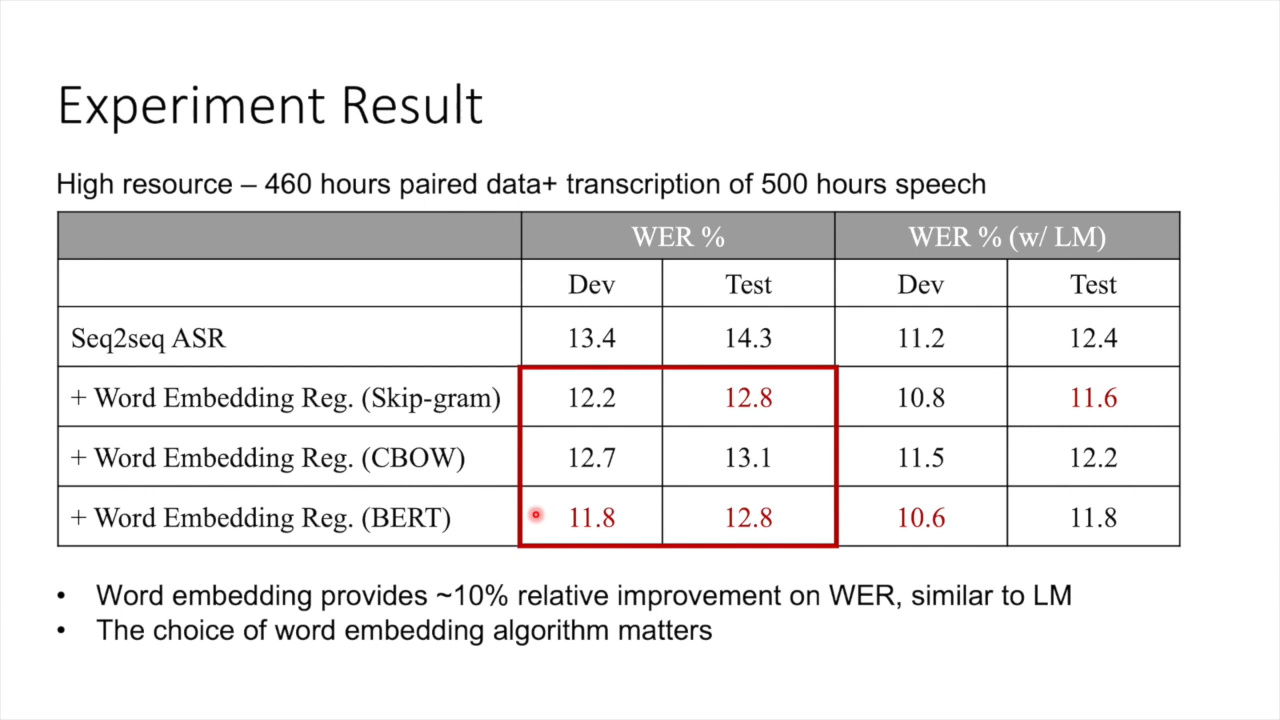 Experiment Result
High resource – 460 hours paired data+ transcription of 500 hours speech
WER % WER % (w/ LM)
Dev Test Dev Test
Seq2seq ASR 13.4 14.3 11.2 12.4
+ Word Embedding Reg. (Skip-gram) 12.2 12.8 10.8 11.6
+ Word Embedding Reg. (CBOW) 12.7 13.1 11.5 12.2
+ Word Embedding Reg. (BERT) 11.8 12.8 10.6 11.8
• Word embedding provides ~10% relative improvement on WER, similar to LM
• The choice of word embedding algorithm matters